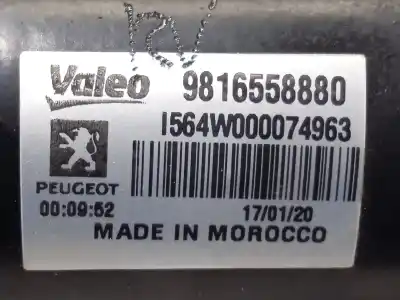 Valeo 9816558880
I564W000074963
PEUGEOT
00:09:52 17/01/20
MADE IN MOROCCO